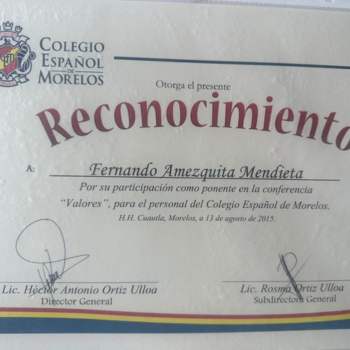 COLEGIO
ESPAÑOL
DE
MORELOS
Otorga el presente
Reconocimiento
A: Fernando Amezquita Mendieta
Por su participación como ponente en la conferencia
"Valores", para el personal del Colegio Español de Morelos.
H.H. Cuautla, Morelos, a 13 de agosto de 2015.
Lic. Héctor Antonio Ortiz Ulloa Lic. Rosma Ortiz Ulloa
Director General Subdirectora General